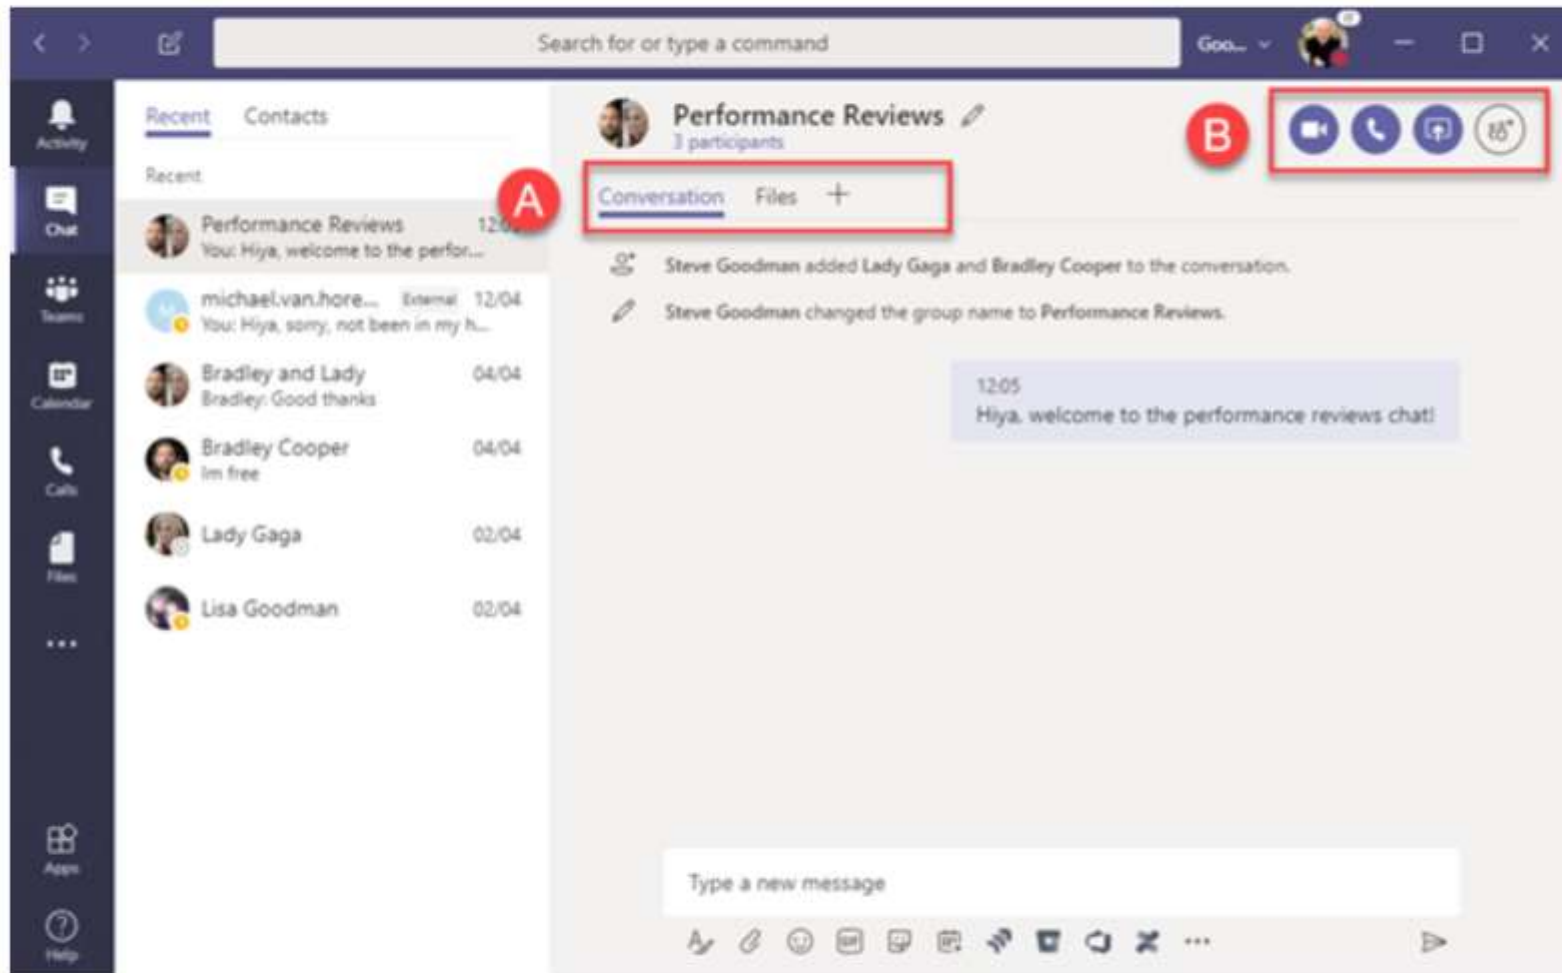 Search for or type a command
Goo...
Activity
Chat
Teams
Calendar
Calls
Files
Apps
Help
Recent Contacts
Recent
Performance Reviews
You: Hiya, welcome to the perfor...
michael.van.hore... External 12/04
You: Hiya, sorry, not been in my h...
Bradley and Lady 04/04
Bradley: Good thanks
Bradley Cooper 04/04
Im free
Lady Gaga 02/04
Lisa Goodman 02/04
A
Performance Reviews
3 participants
B
Conversation Files +
Steve Goodman added Lady Gaga and Bradley Cooper to the conversation.
Steve Goodman changed the group name to Performance Reviews.
12:05
Hiya, welcome to the performance reviews chat!
Type a new message
GIF